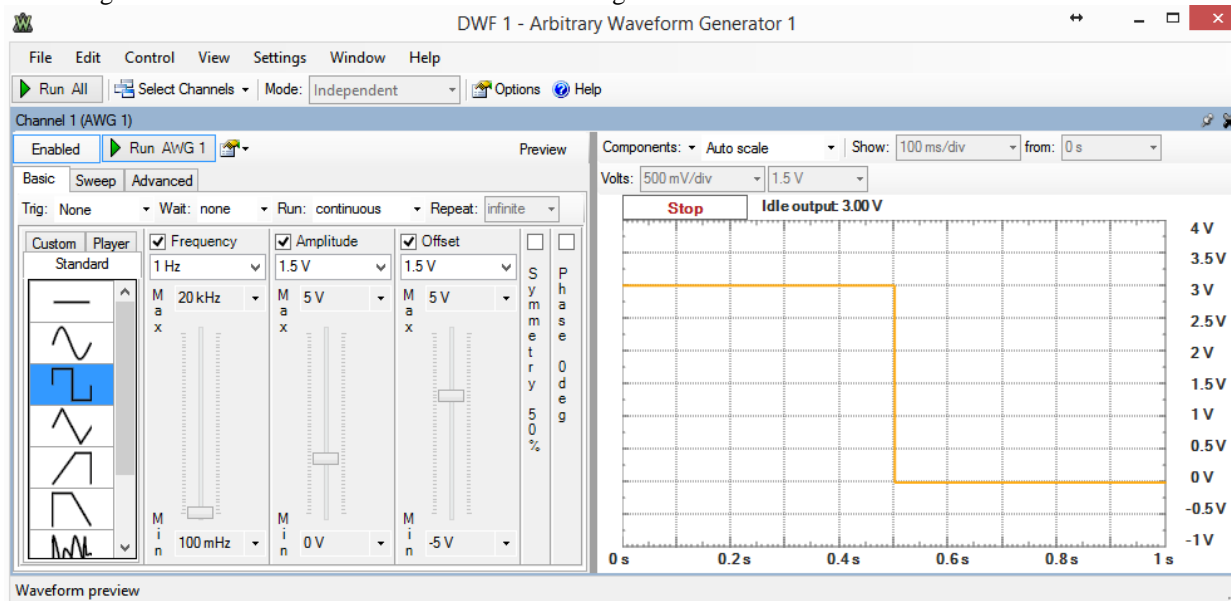 DWF 1 - Arbitrary Waveform Generator 1
File Edit Control View Settings Window Help
Run All Select Channels Mode: Independent Options Help
Channel 1 (AWG 1)
Enabled Run AWG 1 Preview
Basic Sweep Advanced
Trig: None Wait: none Run: continuous Repeat: infinite
Custom Player
Standard
Frequency
1 Hz
Max 20 kHz
Min 100 mHz
Amplitude
1.5 V
Max 5 V
Min 0 V
Offset
1.5 V
Max 5 V
Min -5 V
Symmetry 50%
Phase 0deg
Components: Auto scale Show: 100 ms/div from: 0 s
Volts: 500 mV/div 1.5 V
Stop Idle output: 3.00 V
4 V
3.5 V
3 V
2.5 V
2 V
1.5 V
1 V
0.5 V
0 V
-0.5 V
-1 V
0 s 0.2 s 0.4 s 0.6 s 0.8 s 1 s
Waveform preview